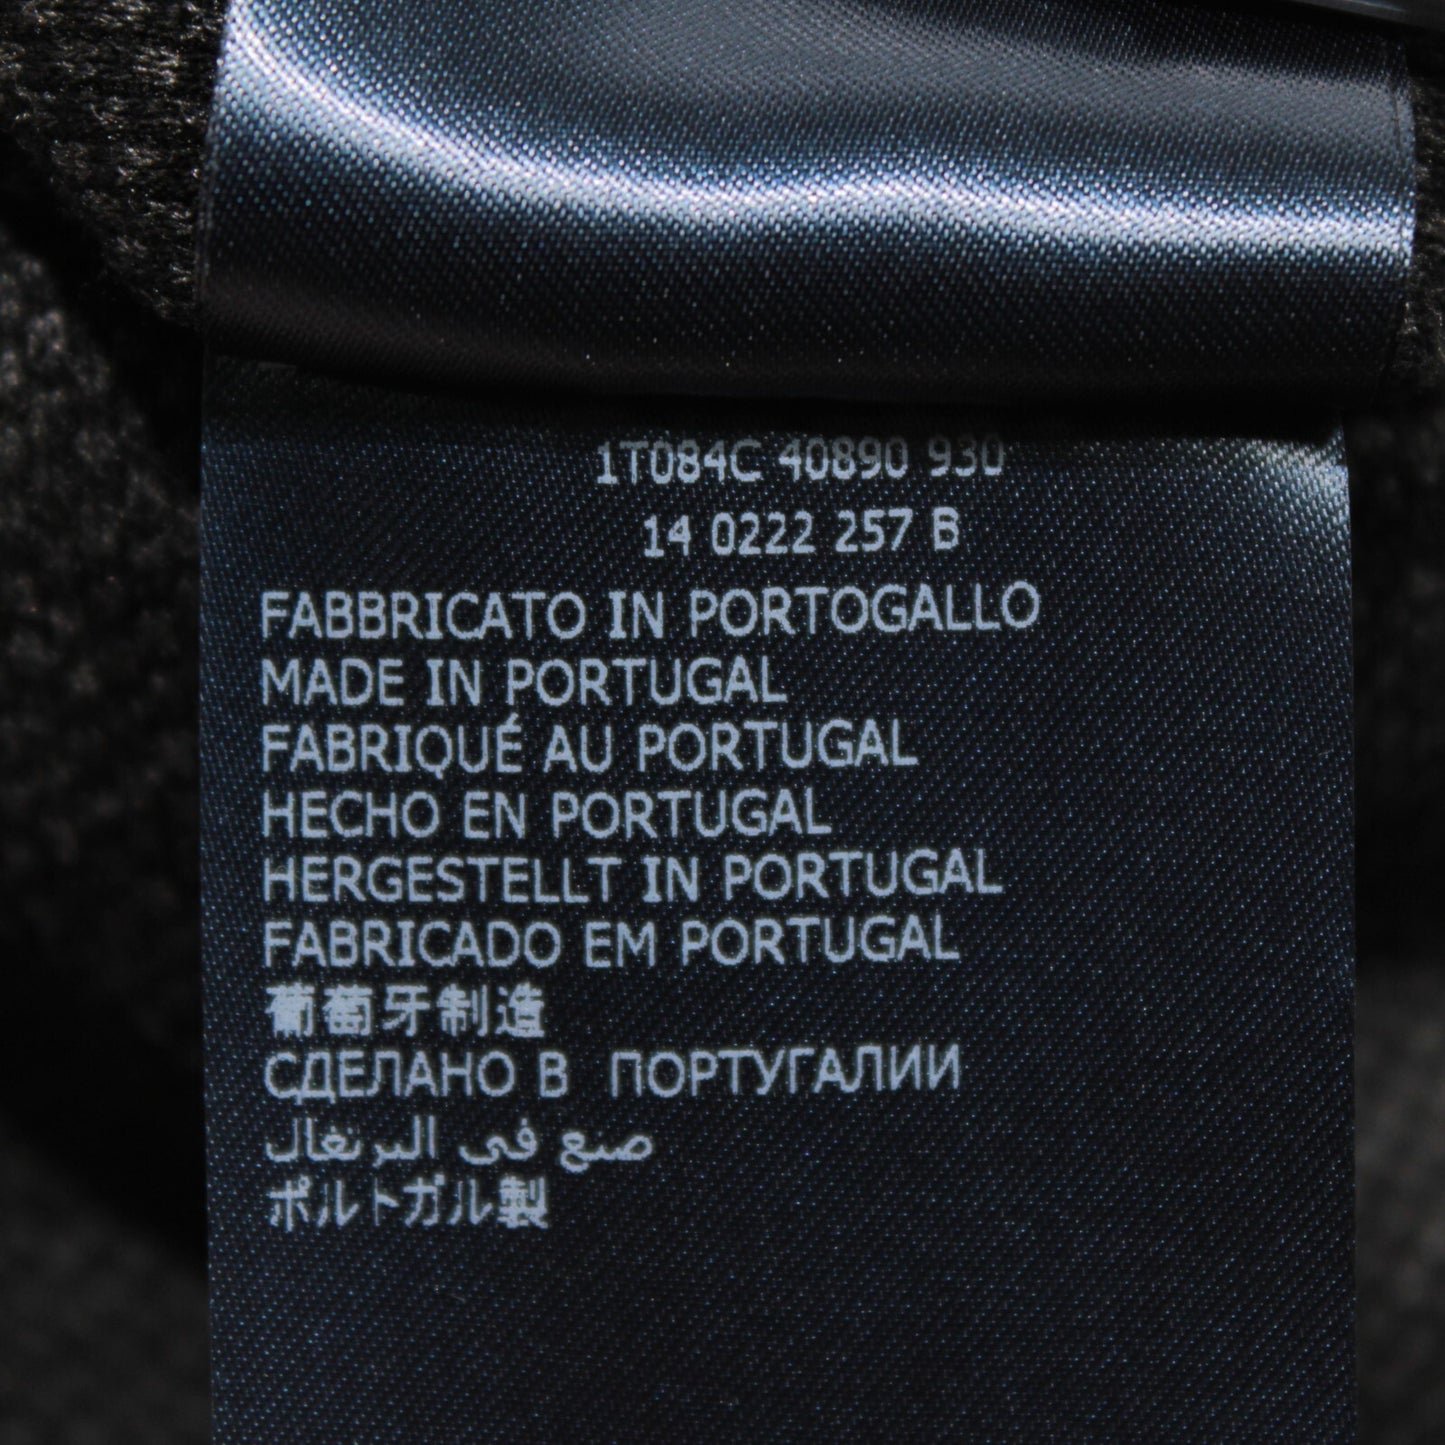 1T084C 40890 930
14 0222 257 B
FABBRICATO IN PORTOGALLO
MADE IN PORTUGAL
FABRIQUÉ AU PORTUGAL
HECHO EN PORTUGAL
HERGESTELLT IN PORTUGAL
FABRICADO EM PORTUGAL
葡萄牙制造
СДЕЛАНО В ПОРТУГАЛИИ
صنع في البرتغال
ポルトガル製